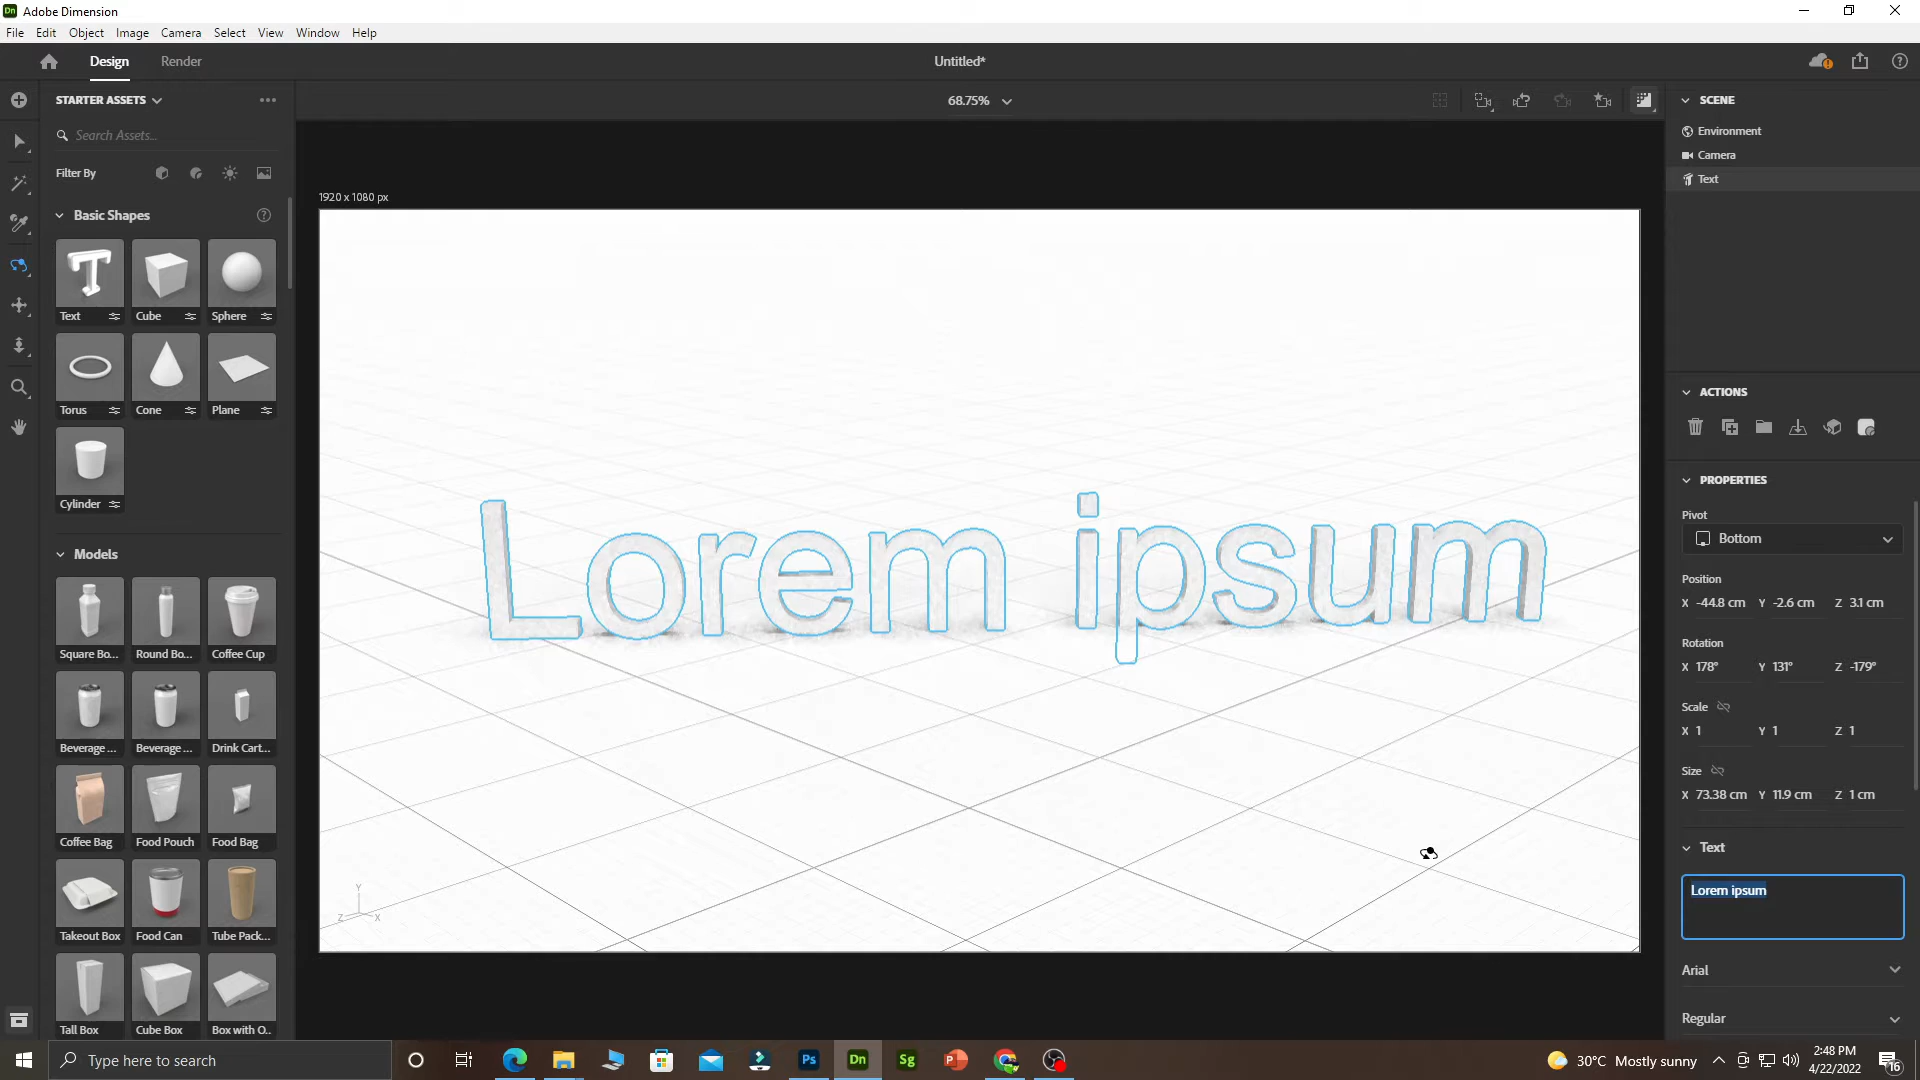 Adobe Dimension
File Edit Object Image Camera Select View Window Help
Design Render Untitled*
STARTER ASSETS
68.75%
Search Assets...
Filter By
Basic Shapes
Text Cube Sphere
Torus Cone Plane
Cylinder
Models
Square Bo... Round Bo... Coffee Cup
Beverage ... Beverage ... Drink Cart...
Coffee Bag Food Pouch Food Bag
Takeout Box Food Can Tube Pack...
Tall Box Cube Box Box with O..
1920 x 1080 px
Lorem ipsum
Y
Z X
SCENE
Environment
Camera
Text
ACTIONS
PROPERTIES
Pivot
Bottom
Position
X -44.8 cm Y -2.6 cm Z 3.1 cm
Rotation
X 178° Y 131° Z -179°
Scale
X 1 Y 1 Z 1
Size
X 73.38 cm Y 11.9 cm Z 1 cm
Text
Lorem ipsum
Arial
Regular
Type here to search
Ps Dn Sg P
30°C Mostly sunny
2:48 PM
4/22/2022
16